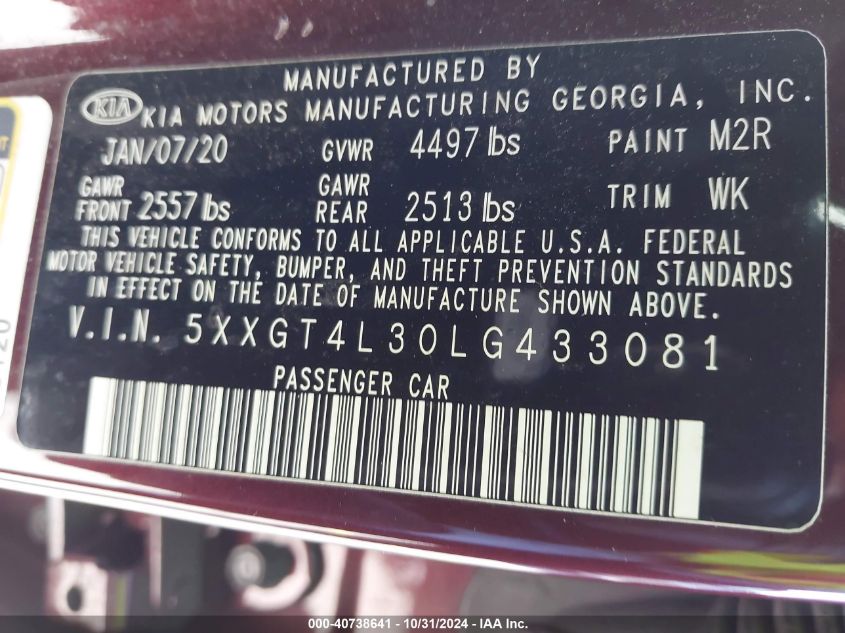 MANUFACTURED BY
KIA KIA MOTORS MANUFACTURING GEORGIA, INC.
JAN/07/20 GVWR 4497 lbs PAINT M2R
GAWR FRONT 2557 lbs GAWR REAR 2513 lbs TRIM WK
THIS VEHICLE CONFORMS TO ALL APPLICABLE U.S.A. FEDERAL
MOTOR VEHICLE SAFETY, BUMPER, AND THEFT PREVENTION STANDARDS
IN EFFECT ON THE DATE OF MANUFACTURE SHOWN ABOVE.
V.I.N. 5XXGT4L30LG433081
PASSENGER CAR
000-40738641 - 10/31/2024 - IAA Inc.